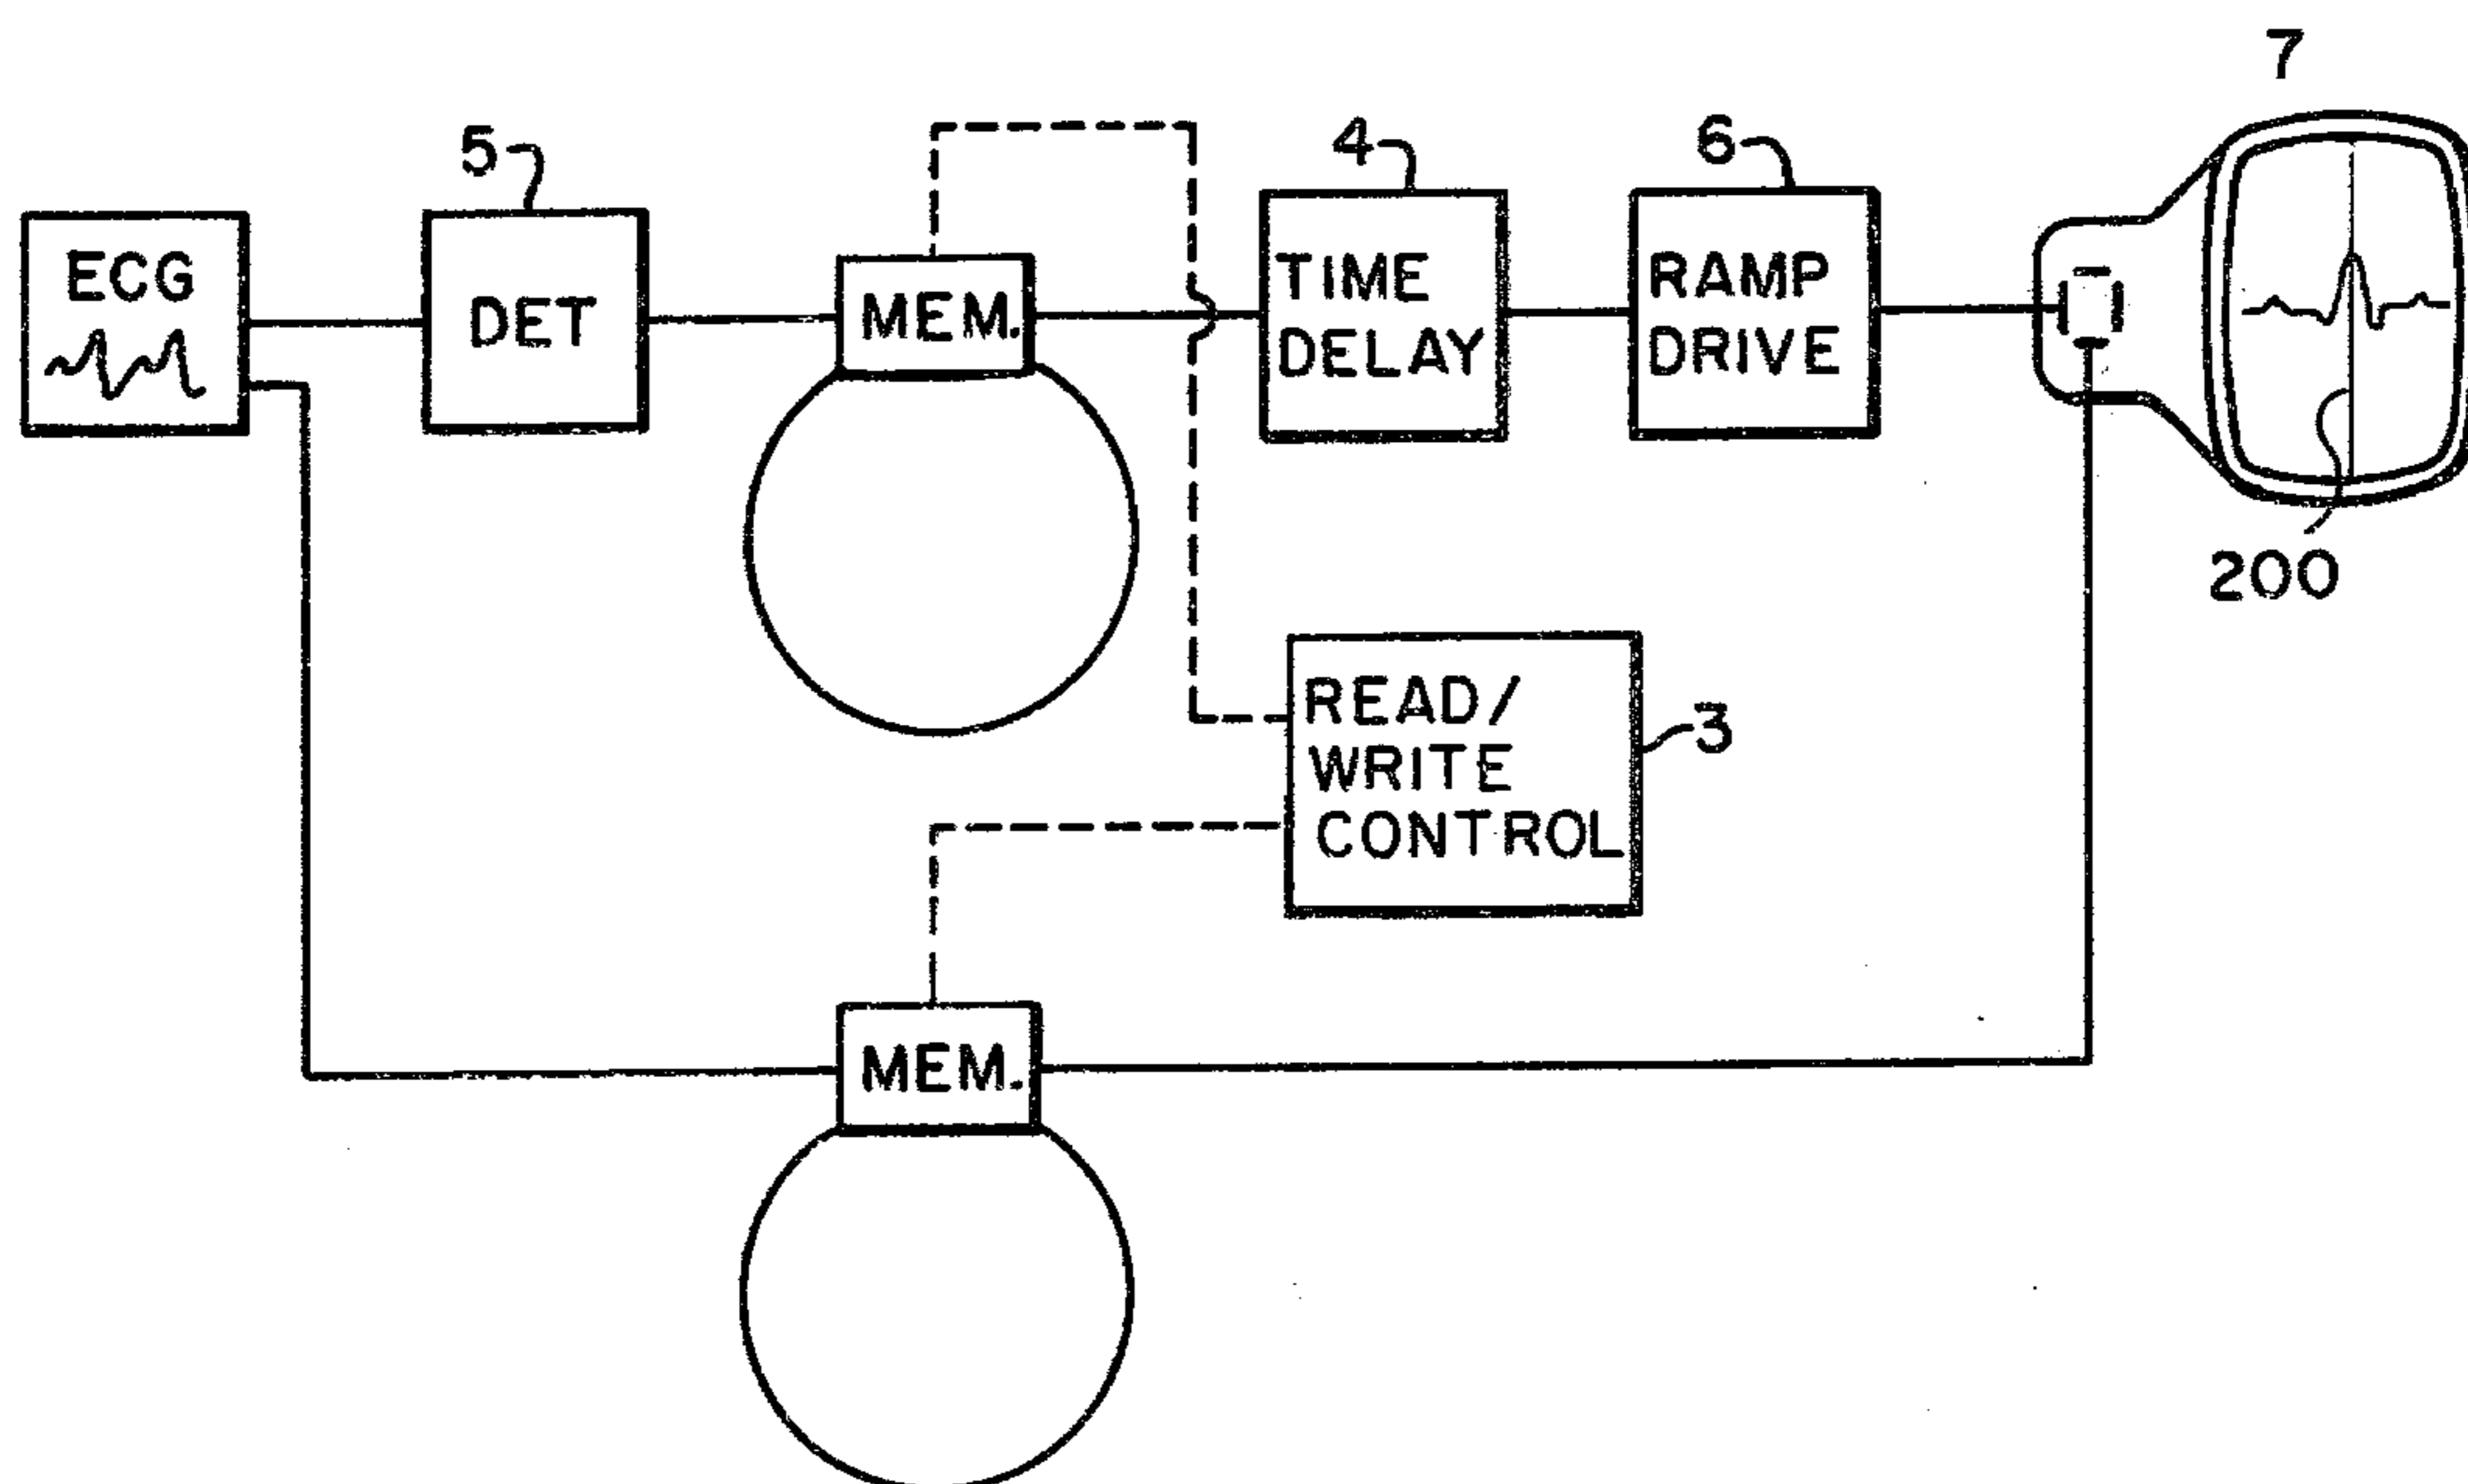 7
5
4
6
ECG
DET
MEM.
TIME
DELAY
RAMP
DRIVE
200
READ/
WRITE
CONTROL
3
MEM.